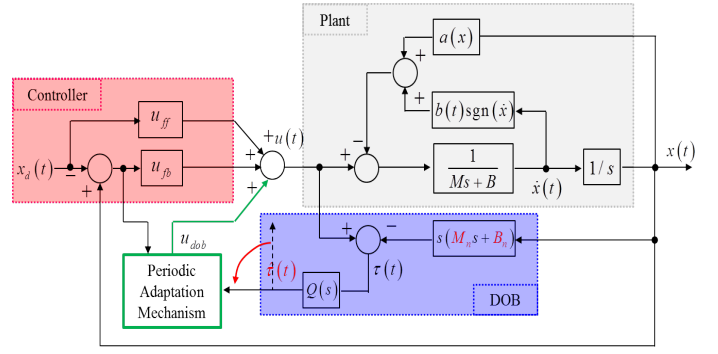 Plant
a(x)
+
Controller
+
b(t)sgn(ẋ)
u_ff
+u(t)
−
x_d(t)
−
+
u_fb
+
+
1
Ms + B
ẋ(t)
1/s
x(t)
+
u_dob
+
−
s(M_n s + B_n)
Periodic
Adaptation
Mechanism
τ̂(t)
Q(s)
τ(t)
DOB